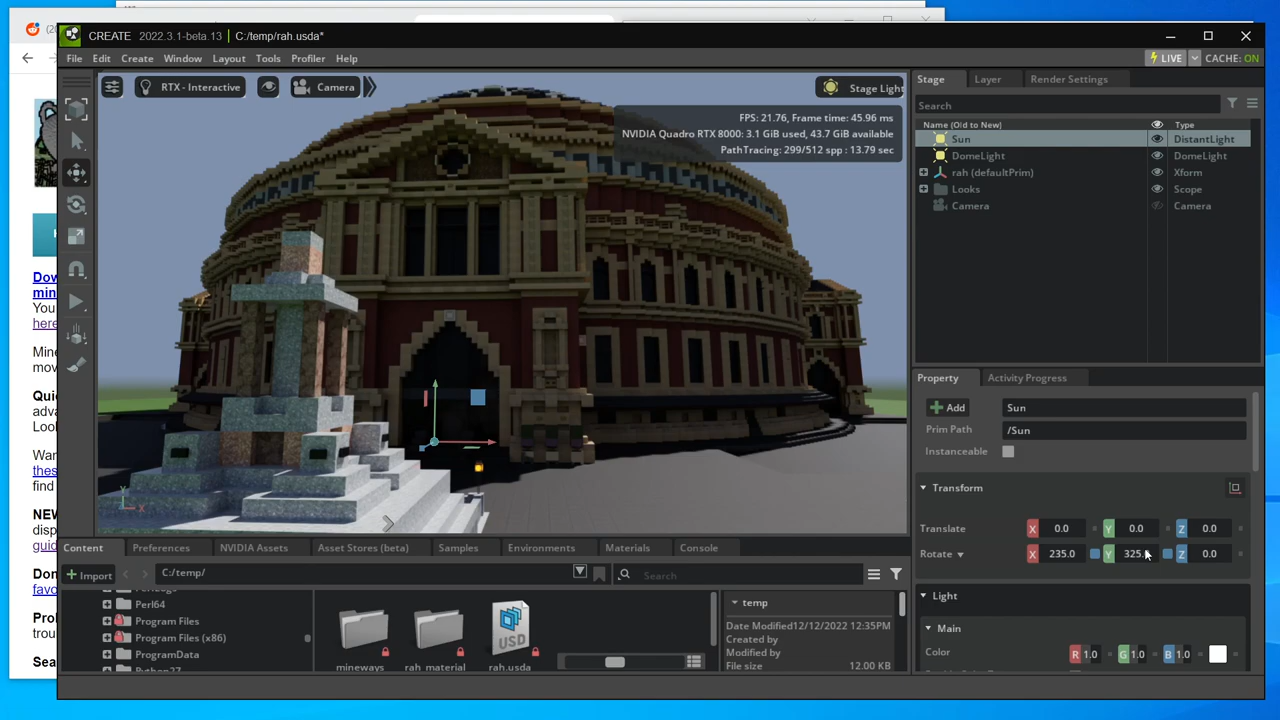 CREATE 2022.3.1-beta.13 | C:/temp/rah.usda*
File Edit Create Window Layout Tools Profiler Help
LIVE CACHE: ON
RTX - Interactive Camera Stage Light
FPS: 21.76, Frame time: 45.96 ms
NVIDIA Quadro RTX 8000: 3.1 GiB used, 43.7 GiB available
PathTracing: 299/512 spp : 13.79 sec
Stage Layer Render Settings
Search
Name (Old to New) Type
Sun DistantLight
DomeLight DomeLight
rah (defaultPrim) Xform
Looks Scope
Camera Camera
Property Activity Progress
Add Sun
Prim Path /Sun
Instanceable
Transform
Translate X 0.0 Y 0.0 Z 0.0
Rotate X 235.0 Y 325. Z 0.0
Light
Main
Color R 1.0 G 1.0 B 1.0
Y X
Content Preferences NVIDIA Assets Asset Stores (beta) Samples Environments Materials Console
Import C:/temp/ Search
Perl64
Program Files
Program Files (x86)
ProgramData
Python27
mineways rah_material rah.usda
USD
temp
Date Modified12/12/2022 12:35PM
Created by
Modified by
File size 12.00 KB
Dow
min
You
here
Mine
mov
Quic
adva
Look
Wan
thes
find
NEW
disp
guid
Don
favo
Prob
trou
Sea